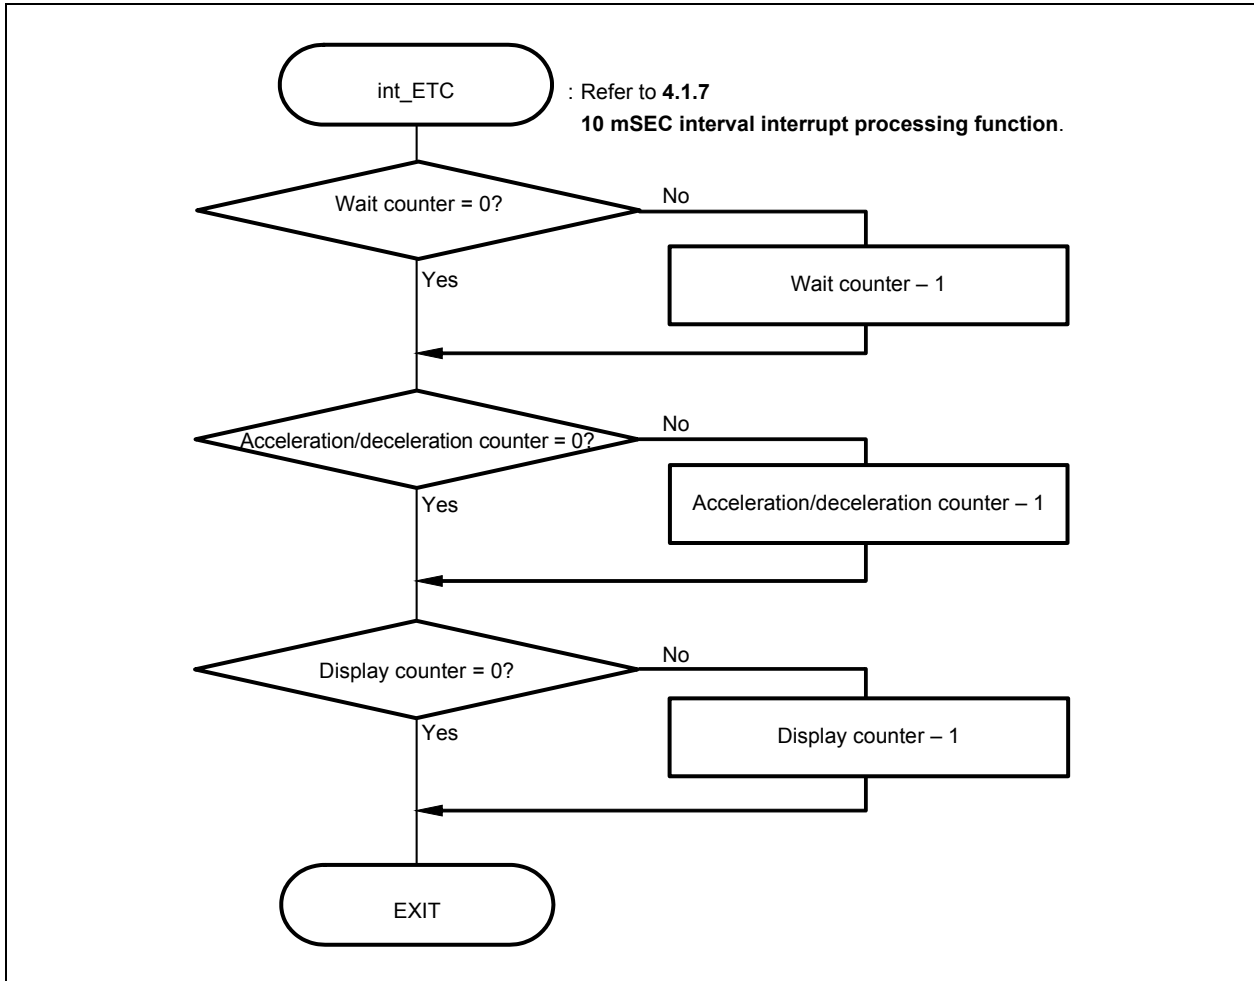 int_ETC
: Refer to 4.1.7
10 mSEC interval interrupt processing function.
Wait counter = 0?
No
Wait counter – 1
Yes
Acceleration/deceleration counter = 0?
No
Acceleration/deceleration counter – 1
Yes
Display counter = 0?
No
Display counter – 1
Yes
EXIT